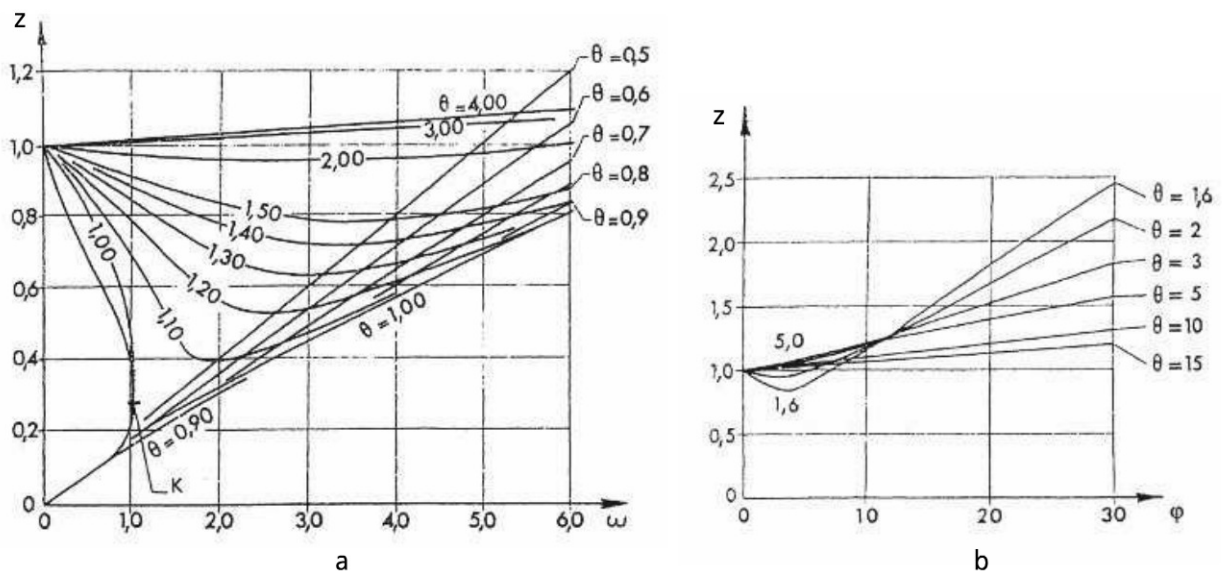 z
1,2
1,0
0,8
0,6
0,4
0,2
0
1,0
2,0
3,0
4,0
5,0
6,0
ω
θ =4,00
3,00
2,00
1,50
1,40
1,30
1,20
1,10
1,00
θ =1,00
θ =0,90
K
θ =0,5
θ =0,6
θ =0,7
θ =0,8
θ =0,9
a
z
2,5
2,0
1,5
1,0
0,5
0
0
10
20
30
φ
5,0
1,6
θ = 1,6
θ = 2
θ = 3
θ = 5
θ = 10
θ = 15
b